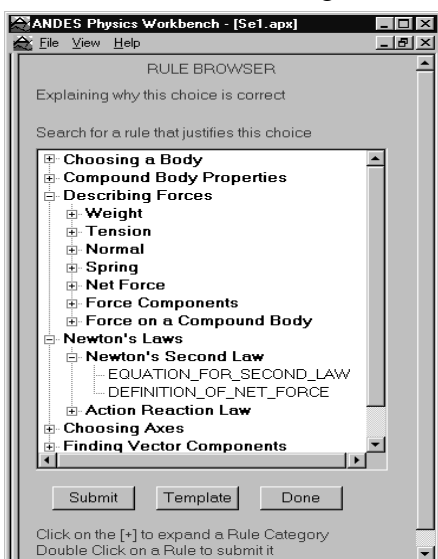 ANDES Physics Workbench - [Se1.apx]
File View Help
RULE BROWSER
Explaining why this choice is correct
Search for a rule that justifies this choice
Choosing a Body
Compound Body Properties
Describing Forces
Weight
Tension
Normal
Spring
Net Force
Force Components
Force on a Compound Body
Newton's Laws
Newton's Second Law
EQUATION_FOR_SECOND_LAW
DEFINITION_OF_NET_FORCE
Action Reaction Law
Choosing Axes
Finding Vector Components
Submit Template Done
Click on the [+] to expand a Rule Category
Double Click on a Rule to submit it